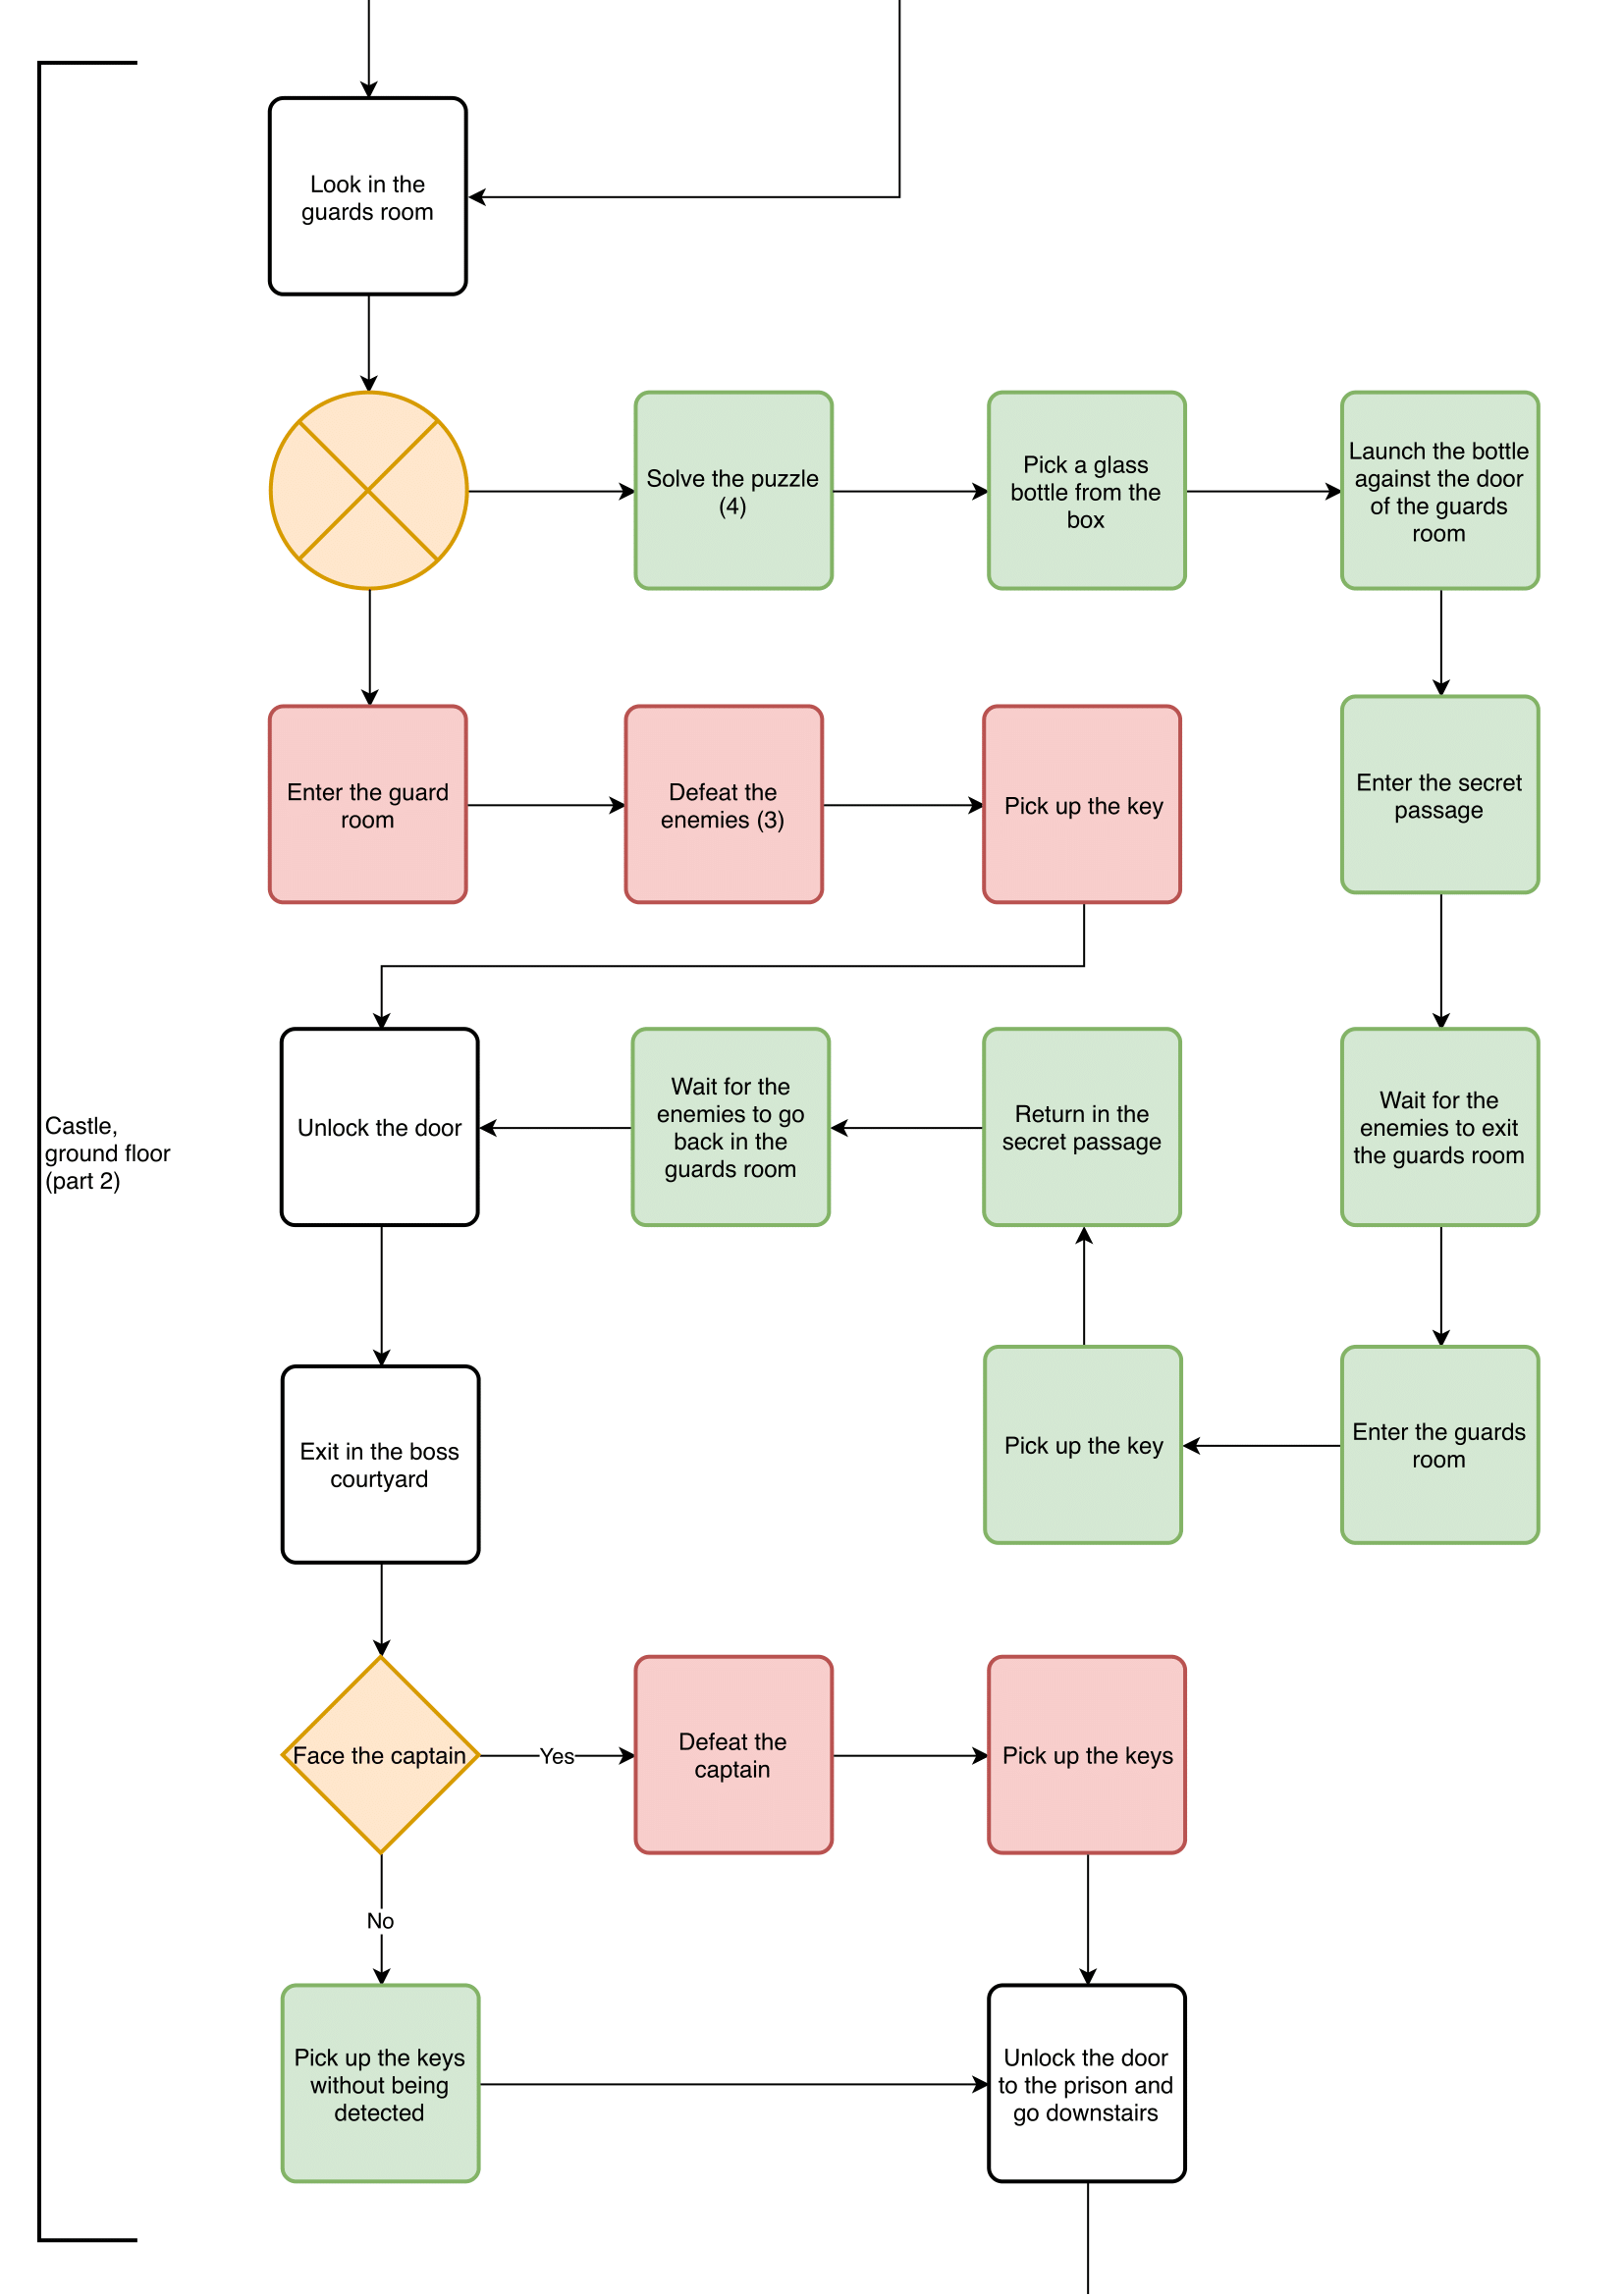 Look in the
guards room
Solve the puzzle
(4)
Pick a glass
bottle from the
box
Launch the bottle
against the door
of the guards
room
Enter the guard
room
Defeat the
enemies (3)
Pick up the key
Enter the secret
passage
Castle,
ground floor
(part 2)
Unlock the door
Wait for the
enemies to go
back in the
guards room
Return in the
secret passage
Wait for the
enemies to exit
the guards room
Exit in the boss
courtyard
Pick up the key
Enter the guards
room
Face the captain
Yes
Defeat the
captain
Pick up the keys
No
Pick up the keys
without being
detected
Unlock the door
to the prison and
go downstairs